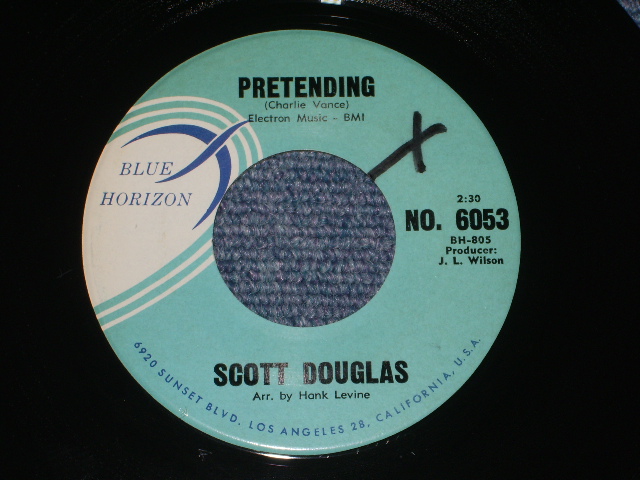 PRETENDING
(Charlie Vance)
Electron Music - BMI
X
BLUE
HORIZON
2:30
NO. 6053
BH-805
Producer:
J. L. Wilson
SCOTT DOUGLAS
Arr. by Hank Levine
6920 SUNSET BLVD. LOS ANGELES 28, CALIFORNIA, U.S.A.